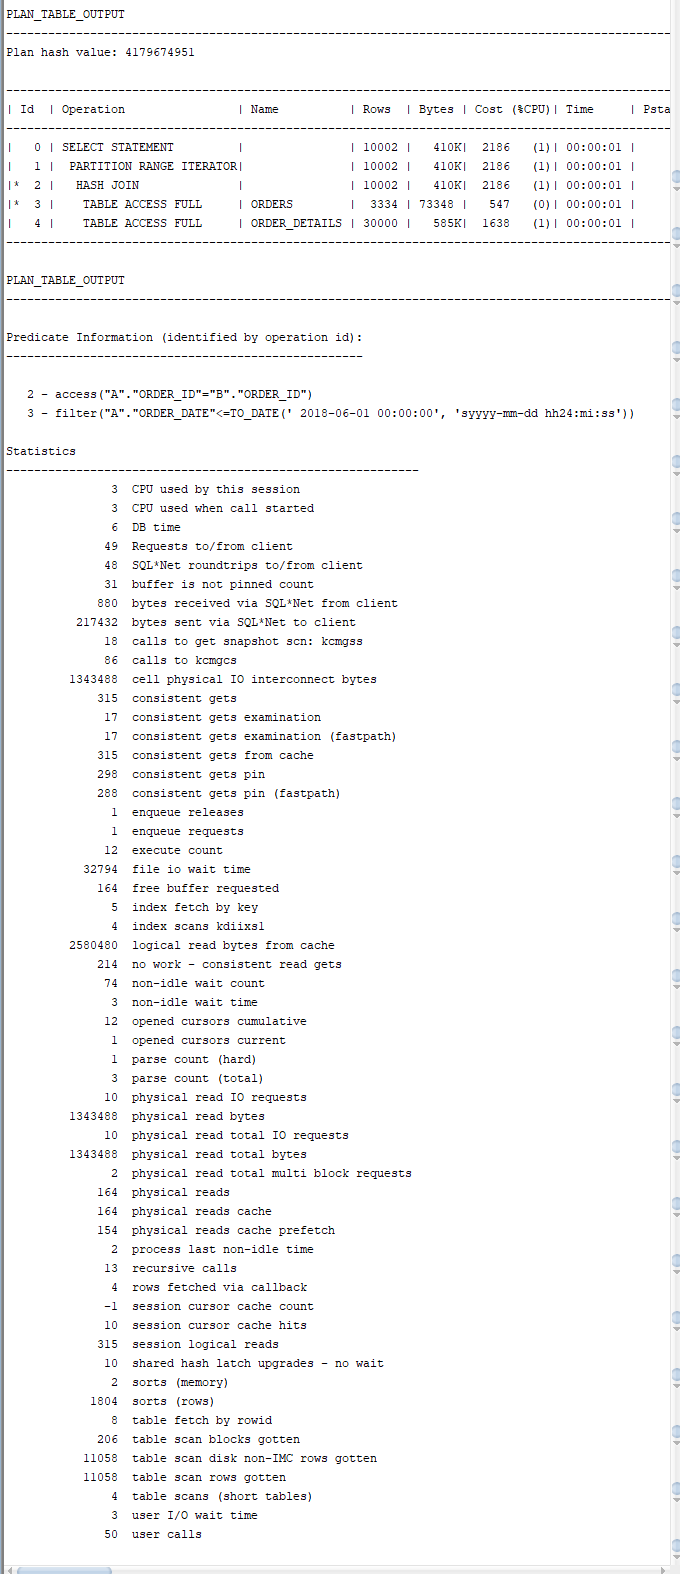 PLAN_TABLE_OUTPUT
--------------------------------------------------------------------------------
Plan hash value: 4179674951
--------------------------------------------------------------------------------
| Id  | Operation                | Name          | Rows  | Bytes | Cost (%CPU)| Time     | Psta
--------------------------------------------------------------------------------
|   0 | SELECT STATEMENT         |               | 10002 |   410K|  2186   (1)| 00:00:01 |
|   1 |  PARTITION RANGE ITERATOR|               | 10002 |   410K|  2186   (1)| 00:00:01 |
|*  2 |   HASH JOIN              |               | 10002 |   410K|  2186   (1)| 00:00:01 |
|*  3 |    TABLE ACCESS FULL     | ORDERS        |  3334 | 73348 |   547   (0)| 00:00:01 |
|   4 |    TABLE ACCESS FULL     | ORDER_DETAILS | 30000 |   585K|  1638   (1)| 00:00:01 |
--------------------------------------------------------------------------------
PLAN_TABLE_OUTPUT
--------------------------------------------------------------------------------
Predicate Information (identified by operation id):
---------------------------------------------------
   2 - access("A"."ORDER_ID"="B"."ORDER_ID")
   3 - filter("A"."ORDER_DATE"<=TO_DATE(' 2018-06-01 00:00:00', 'syyyy-mm-dd hh24:mi:ss'))
Statistics
-----------------------------------------------------------
               3  CPU used by this session
               3  CPU used when call started
               6  DB time
              49  Requests to/from client
              48  SQL*Net roundtrips to/from client
              31  buffer is not pinned count
             880  bytes received via SQL*Net from client
          217432  bytes sent via SQL*Net to client
              18  calls to get snapshot scn: kcmgss
              86  calls to kcmgcs
         1343488  cell physical IO interconnect bytes
             315  consistent gets
              17  consistent gets examination
              17  consistent gets examination (fastpath)
             315  consistent gets from cache
             298  consistent gets pin
             288  consistent gets pin (fastpath)
               1  enqueue releases
               1  enqueue requests
              12  execute count
           32794  file io wait time
             164  free buffer requested
               5  index fetch by key
               4  index scans kdiixs1
         2580480  logical read bytes from cache
             214  no work - consistent read gets
              74  non-idle wait count
               3  non-idle wait time
              12  opened cursors cumulative
               1  opened cursors current
               1  parse count (hard)
               3  parse count (total)
              10  physical read IO requests
         1343488  physical read bytes
              10  physical read total IO requests
         1343488  physical read total bytes
               2  physical read total multi block requests
             164  physical reads
             164  physical reads cache
             154  physical reads cache prefetch
               2  process last non-idle time
              13  recursive calls
               4  rows fetched via callback
              -1  session cursor cache count
              10  session cursor cache hits
             315  session logical reads
              10  shared hash latch upgrades - no wait
               2  sorts (memory)
            1804  sorts (rows)
               8  table fetch by rowid
             206  table scan blocks gotten
           11058  table scan disk non-IMC rows gotten
           11058  table scan rows gotten
               4  table scans (short tables)
               3  user I/O wait time
              50  user calls